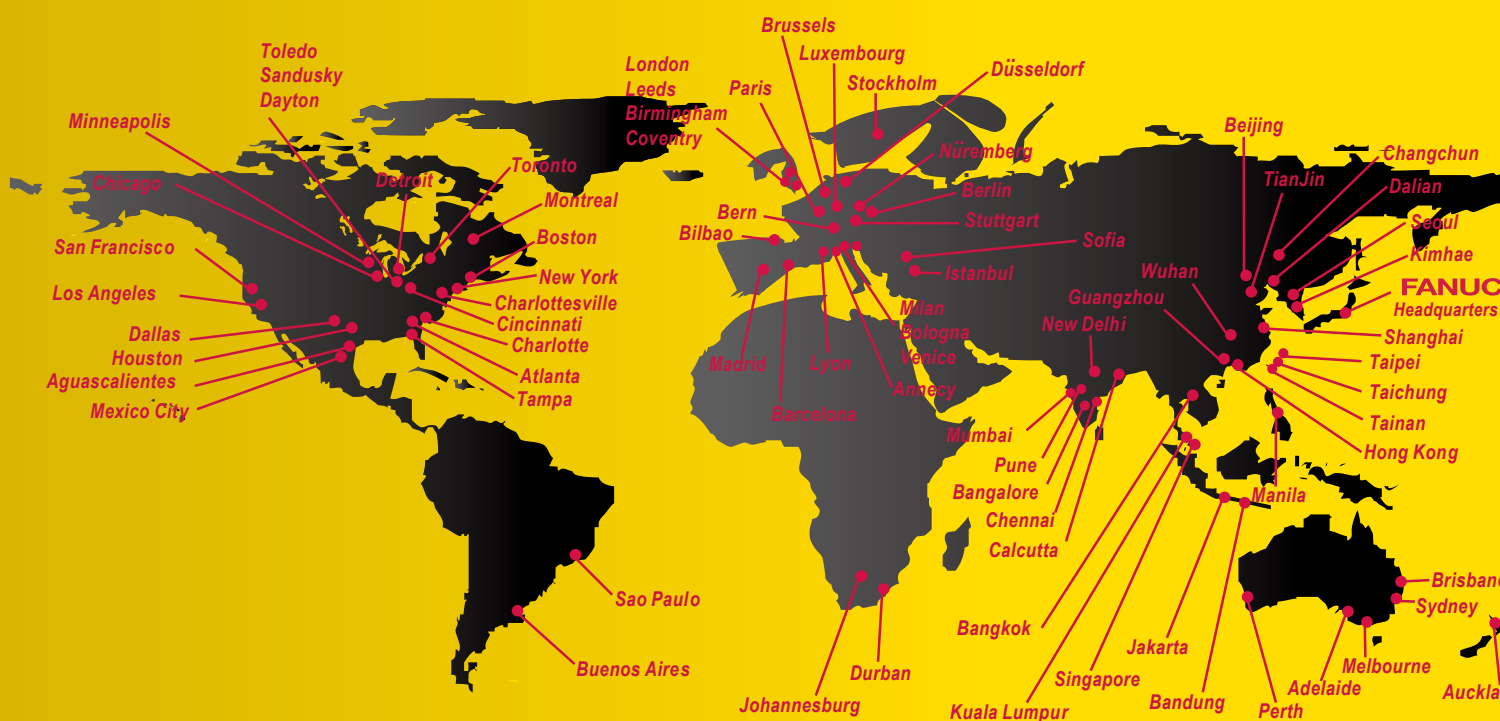 Toledo
Sandusky
Dayton
Minneapolis
Chicago
Detroit
Toronto
Montreal
Boston
San Francisco
Los Angeles
New York
Charlottesville
Cincinnati
Charlotte
Dallas
Houston
Aguascalientes
Mexico City
Atlanta
Tampa
Sao Paulo
Buenos Aires
London
Leeds
Birmingham
Coventry
Brussels
Luxembourg
Paris
Stockholm
Düsseldorf
Nüremberg
Berlin
Bern
Bilbao
Stuttgart
Sofia
Istanbul
Milan
Bologna
Venice
Madrid
Lyon
Annecy
Barcelona
Johannesburg
Durban
Beijing
TianJin
Changchun
Dalian
Seoul
Kimhae
FANUC
Headquarters
Wuhan
Guangzhou
New Delhi
Shanghai
Taipei
Taichung
Tainan
Hong Kong
Mumbai
Pune
Bangalore
Chennai
Calcutta
Manila
Bangkok
Kuala Lumpur
Singapore
Jakarta
Bandung
Perth
Adelaide
Melbourne
Sydney
Brisbane
Auckla